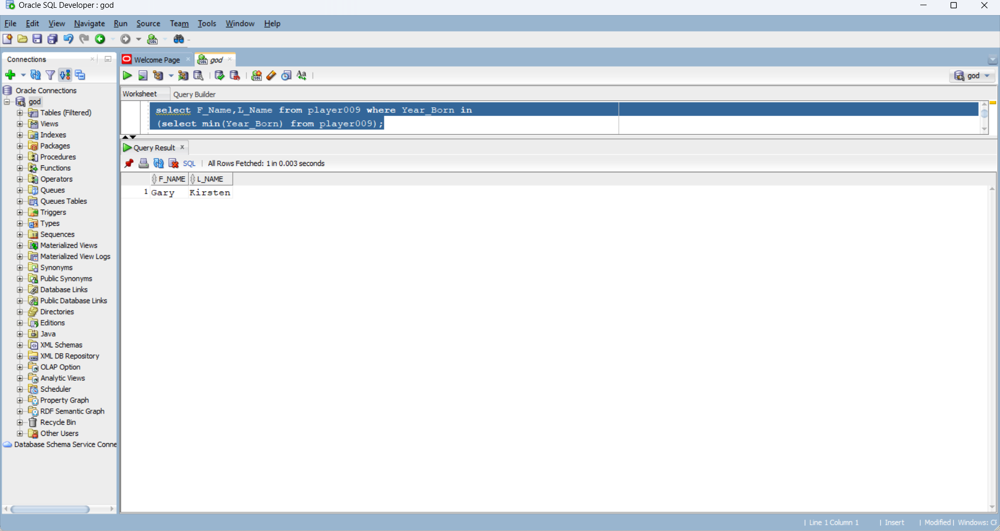 Oracle SQL Developer : god
File Edit View Navigate Run Source Team Tools Window Help
Connections
Welcome Page
god
god
Worksheet
Query Builder
select F_Name,L_Name from player009 where Year_Born in
(select min(Year_Born) from player009);
Query Result
SQL | All Rows Fetched: 1 in 0.003 seconds
F_NAME L_NAME
1 Gary Kirsten
Oracle Connections
god
Tables (Filtered)
Views
Indexes
Packages
Procedures
Functions
Operators
Queues
Queues Tables
Triggers
Types
Sequences
Materialized Views
Materialized View Logs
Synonyms
Public Synonyms
Database Links
Public Database Links
Directories
Editions
Java
XML Schemas
XML DB Repository
OLAP Option
Analytic Views
Scheduler
Property Graph
RDF Semantic Graph
Recycle Bin
Other Users
Database Schema Service Conne
| Line 1 Column 1 | Insert | Modified | Windows: